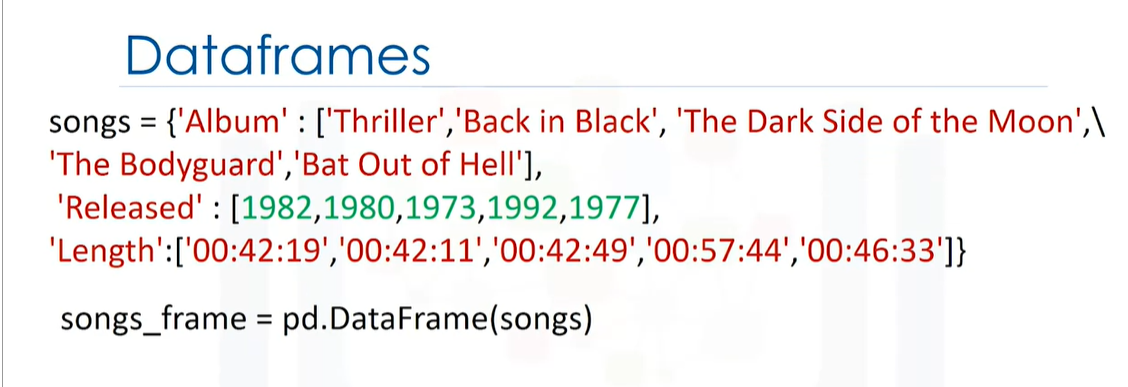 Dataframes
songs = {'Album' : ['Thriller','Back in Black', 'The Dark Side of the Moon',\
'The Bodyguard','Bat Out of Hell'],
'Released' : [1982,1980,1973,1992,1977],
'Length':['00:42:19','00:42:11','00:42:49','00:57:44','00:46:33']}
songs_frame = pd.DataFrame(songs)